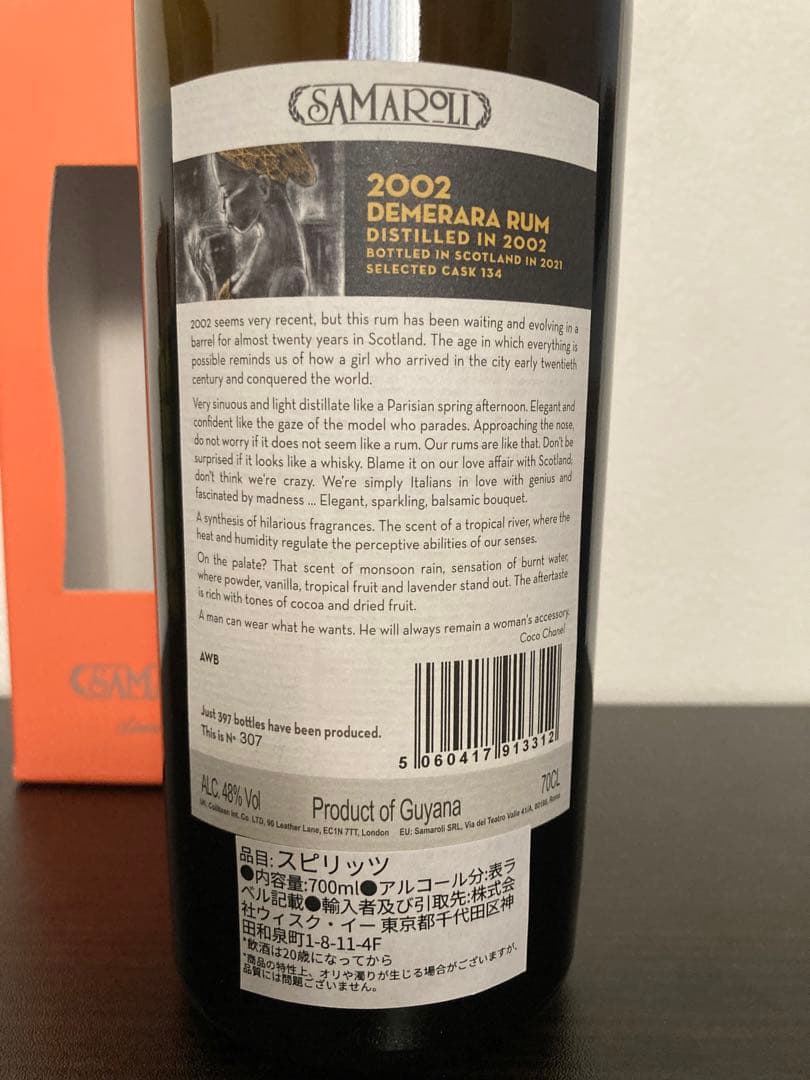 SAMAROLI
2002
DEMERARA RUM
DISTILLED IN 2002
BOTTLED IN SCOTLAND IN 2021
SELECTED CASK 134
2002 seems very recent, but this rum has been waiting and evolving in a
barrel for almost twenty years in Scotland. The age in which everything is
possible reminds us of how a girl who arrived in the city early twentieth
century and conquered the world.
Very sinuous and light distillate like a Parisian spring afternoon. Elegant and
confident like the gaze of the model who parades. Approaching the nose,
do not worry if it does not seem like a rum. Our rums are like that. Don't be
surprised if it looks like a whisky. Blame it on our love affair with Scotland;
don't think we're crazy. We're simply Italians in love with genius and
fascinated by madness ... Elegant, sparkling, balsamic bouquet.
A synthesis of hilarious fragrances. The scent of a tropical river, where the
heat and humidity regulate the perceptive abilities of our senses.
On the palate? That scent of monsoon rain, sensation of burnt water,
where powder, vanilla, tropical fruit and lavender stand out. The aftertaste
is rich with tones of cocoa and dried fruit.
A man can wear what he wants. He will always remain a woman's accessory.
Coco Chanel
AWB
Just 397 bottles have been produced.
This is N° 307
5 060417 913312
ALC. 48% Vol
Product of Guyana
70CL
UK: Int. Co. LTD, 90 Leather Lane, EC1N 7TT, London EU: Samaroli SRL, Via del Teatro Valle 41/A, 00186, Roma
品目:スピリッツ
●内容量:700ml●アルコール分:表ラ
ベル記載●輸入者及び引取先:株式会
社ウィスク・イー 東京都千代田区神
田和泉町1-8-11-4F
*飲酒は20歳になってから
*商品の特性上、オリや濁りが生じる場合がございますが、
品質には問題ございません。
SAM